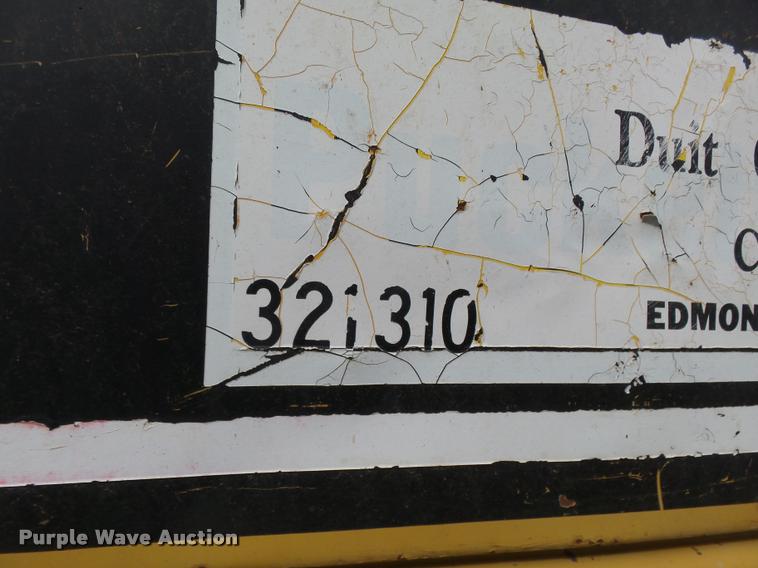 Duit
EDMON
321310
Purple Wave Auction